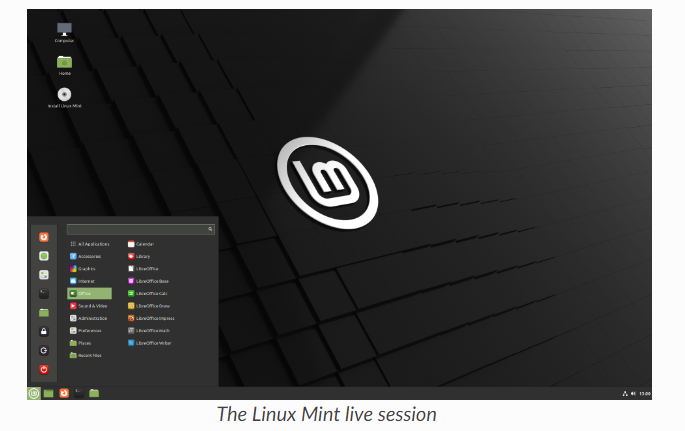 Computer
Home
Install Linux Mint
lm
All Applications
Accessories
Graphics
Internet
Office
Sound & Video
Administration
Preferences
Places
Recent Files
Calendar
Library
LibreOffice
LibreOffice Base
LibreOffice Calc
LibreOffice Draw
LibreOffice Impress
LibreOffice Math
LibreOffice Writer
The Linux Mint live session